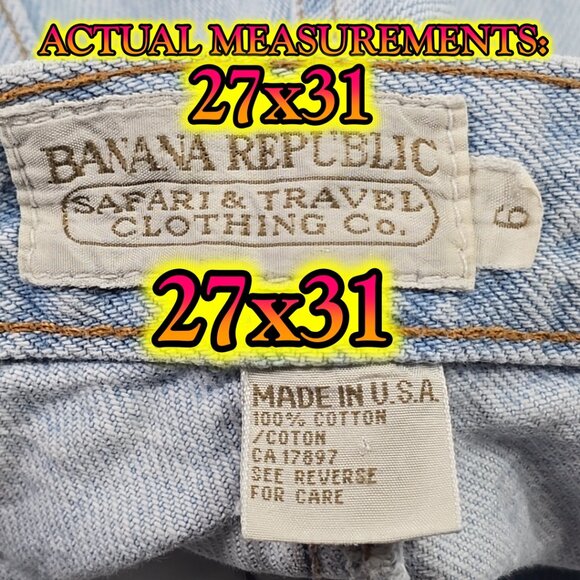 ACTUAL MEASUREMENTS:
27x31
BANANA REPUBLIC
SAFARI & TRAVEL
CLOTHING Co.
6
27x31
MADE IN U.S.A.
100% COTTON
/COTON
CA 17897
SEE REVERSE
FOR CARE